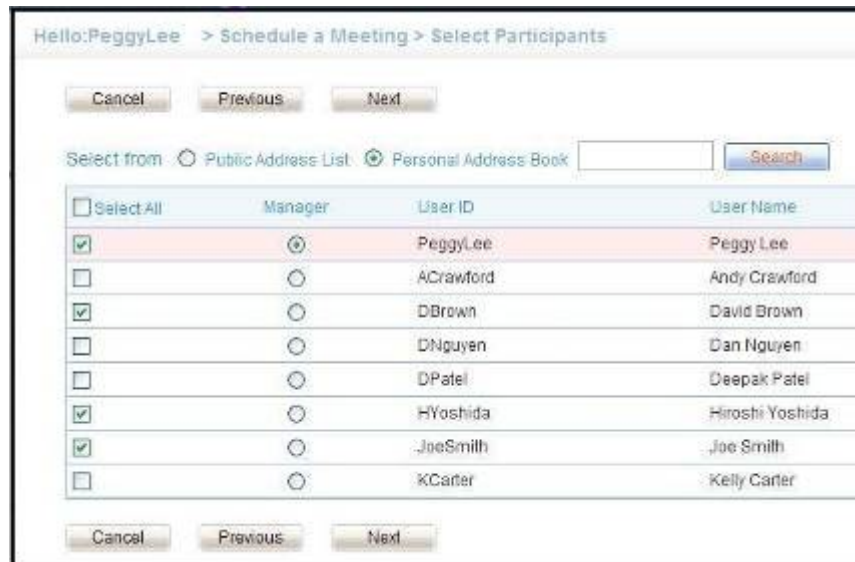 Hello:PeggyLee > Schedule a Meeting > Select Participants
Cancel Previous Next
Select from Public Address List Personal Address Book Search
Select All Manager User ID User Name
PeggyLee Peggy Lee
ACrawford Andy Crawford
DBrown David Brown
DNguyen Dan Nguyen
DPatel Deepak Patel
HYoshida Hiroshi Yoshida
JoeSmith Joe Smith
KCarter Kelly Carter
Cancel Previous Next